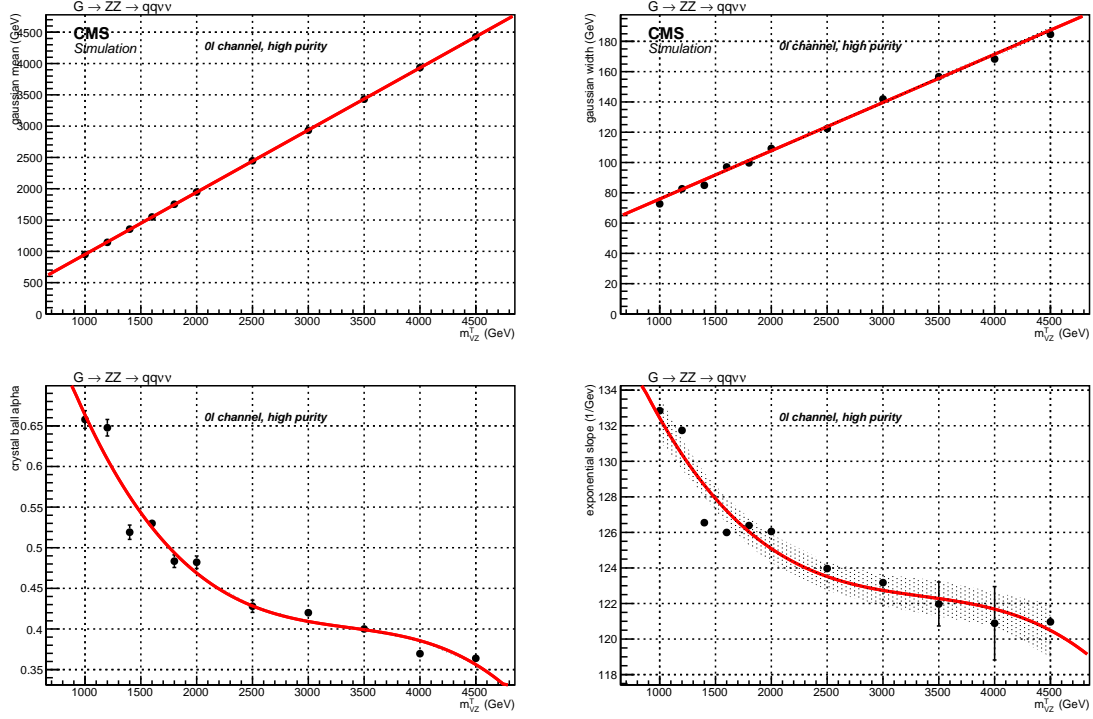 G → ZZ → qqνν
gaussian mean (GeV)
CMS
Simulation
0l channel, high purity
4500
4000
3500
3000
2500
2000
1500
1000
500
0
1000 1500 2000 2500 3000 3500 4000 4500
m^T_VZ (GeV)
G → ZZ → qqνν
gaussian width (GeV)
CMS
Simulation
0l channel, high purity
180
160
140
120
100
80
60
40
20
0
1000 1500 2000 2500 3000 3500 4000 4500
m^T_VZ (GeV)
G → ZZ → qqνν
crystal ball alpha
0l channel, high purity
0.65
0.6
0.55
0.5
0.45
0.4
0.35
1000 1500 2000 2500 3000 3500 4000 4500
m^T_VZ (GeV)
G → ZZ → qqνν
exponential slope (1/Gev)
0l channel, high purity
134
132
130
128
126
124
122
120
118
1000 1500 2000 2500 3000 3500 4000 4500
m^T_VZ (GeV)